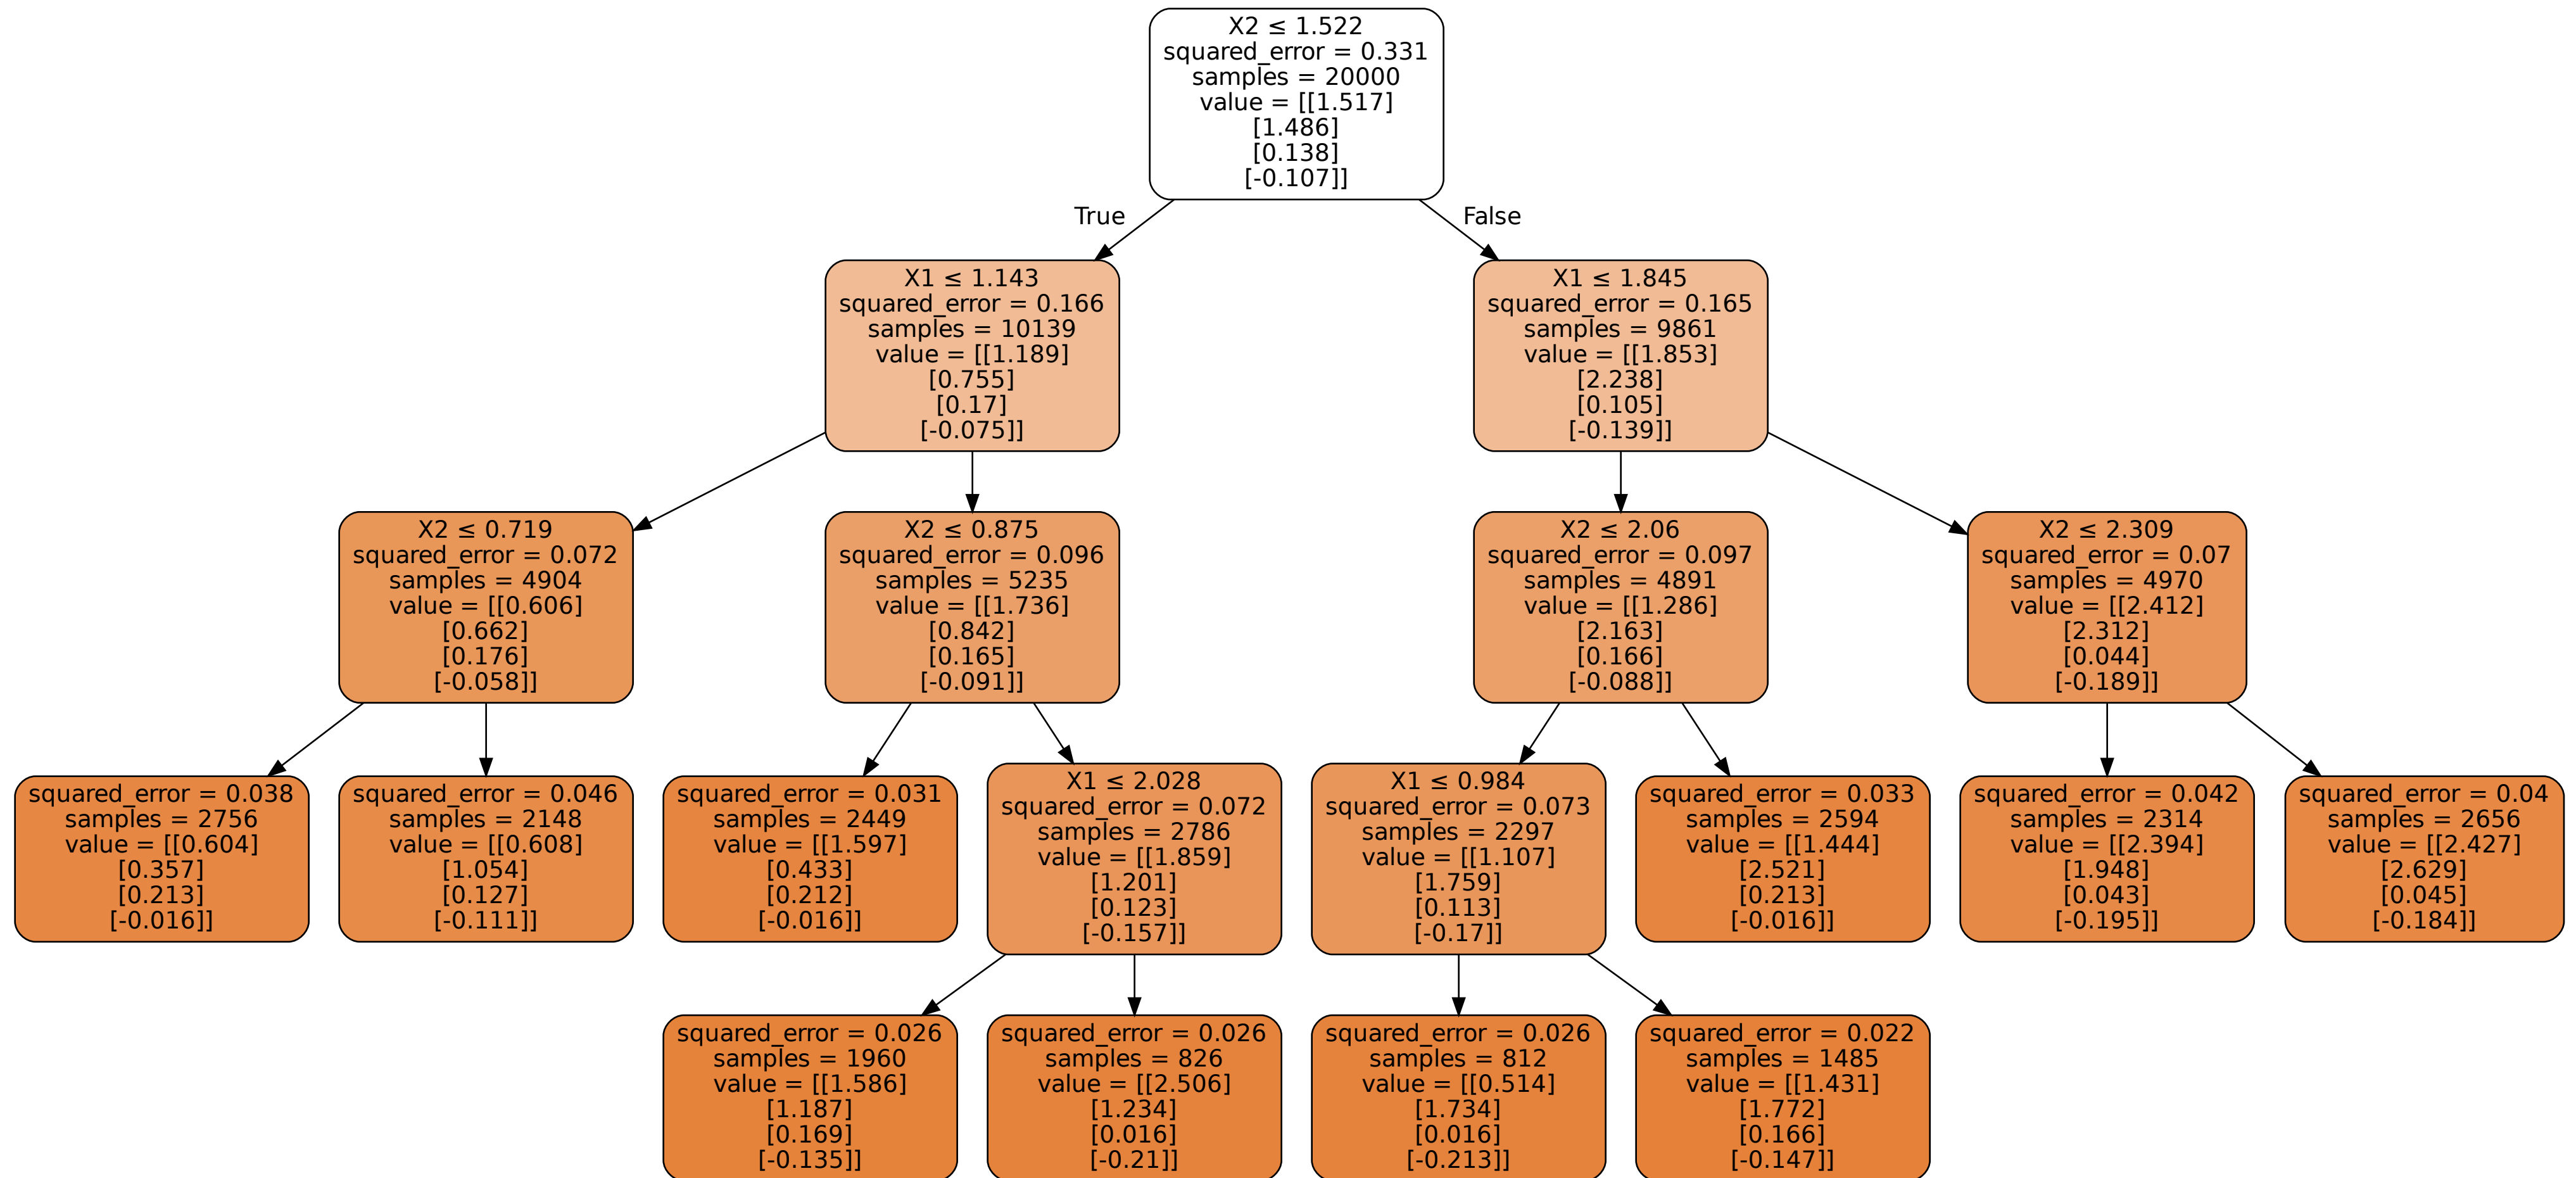 X2 ≤ 1.522
squared_error = 0.331
samples = 20000
value = [[1.517]
[1.486]
[0.138]
[-0.107]]
True
False
X1 ≤ 1.143
squared_error = 0.166
samples = 10139
value = [[1.189]
[0.755]
[0.17]
[-0.075]]
X1 ≤ 1.845
squared_error = 0.165
samples = 9861
value = [[1.853]
[2.238]
[0.105]
[-0.139]]
X2 ≤ 0.719
squared_error = 0.072
samples = 4904
value = [[0.606]
[0.662]
[0.176]
[-0.058]]
X2 ≤ 0.875
squared_error = 0.096
samples = 5235
value = [[1.736]
[0.842]
[0.165]
[-0.091]]
X2 ≤ 2.06
squared_error = 0.097
samples = 4891
value = [[1.286]
[2.163]
[0.166]
[-0.088]]
X2 ≤ 2.309
squared_error = 0.07
samples = 4970
value = [[2.412]
[2.312]
[0.044]
[-0.189]]
squared_error = 0.038
samples = 2756
value = [[0.604]
[0.357]
[0.213]
[-0.016]]
squared_error = 0.046
samples = 2148
value = [[0.608]
[1.054]
[0.127]
[-0.111]]
squared_error = 0.031
samples = 2449
value = [[1.597]
[0.433]
[0.212]
[-0.016]]
X1 ≤ 2.028
squared_error = 0.072
samples = 2786
value = [[1.859]
[1.201]
[0.123]
[-0.157]]
X1 ≤ 0.984
squared_error = 0.073
samples = 2297
value = [[1.107]
[1.759]
[0.113]
[-0.17]]
squared_error = 0.033
samples = 2594
value = [[1.444]
[2.521]
[0.213]
[-0.016]]
squared_error = 0.042
samples = 2314
value = [[2.394]
[1.948]
[0.043]
[-0.195]]
squared_error = 0.04
samples = 2656
value = [[2.427]
[2.629]
[0.045]
[-0.184]]
squared_error = 0.026
samples = 1960
value = [[1.586]
[1.187]
[0.169]
[-0.135]]
squared_error = 0.026
samples = 826
value = [[2.506]
[1.234]
[0.016]
[-0.21]]
squared_error = 0.026
samples = 812
value = [[0.514]
[1.734]
[0.016]
[-0.213]]
squared_error = 0.022
samples = 1485
value = [[1.431]
[1.772]
[0.166]
[-0.147]]